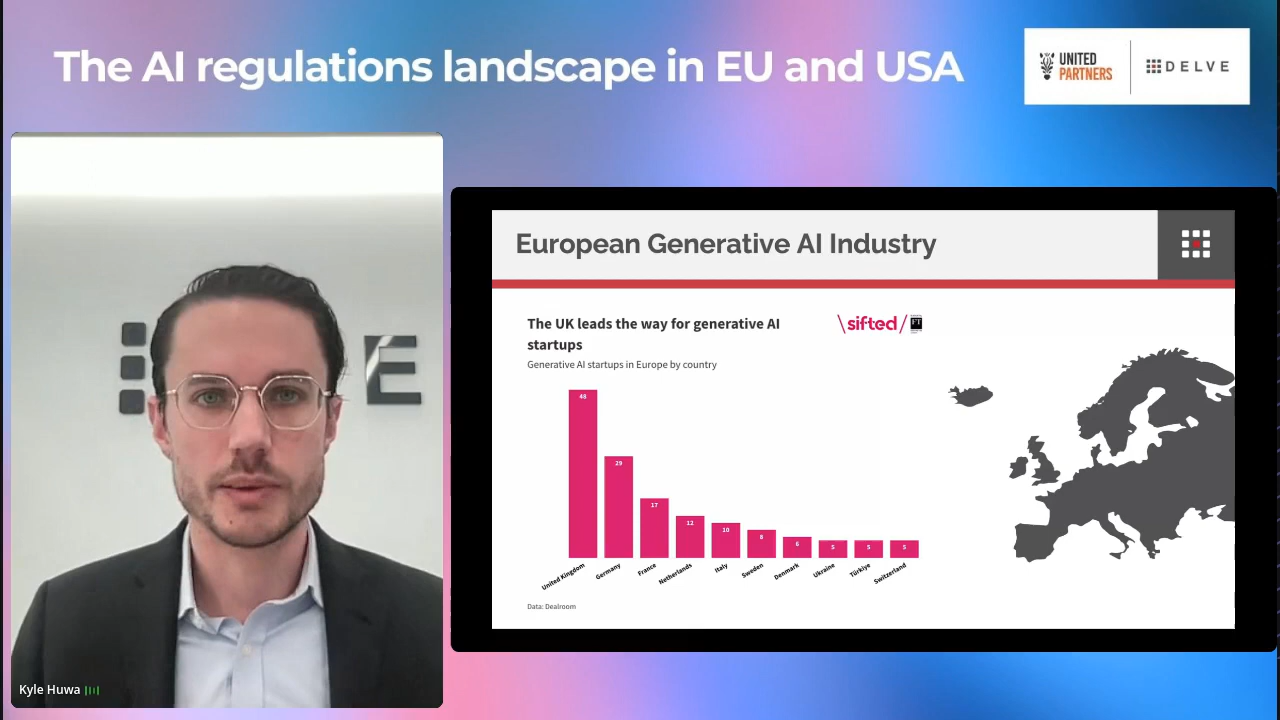 The AI regulations landscape in EU and USA
UNITED
PARTNERS
DELVE
E
Kyle Huwa
European Generative AI Industry
The UK leads the way for generative AI
startups
\sifted/
FT
Generative AI startups in Europe by country
48
29
17
12
10
8
6
5
5
5
United Kingdom
Germany
France
Netherlands
Italy
Sweden
Denmark
Ukraine
Türkiye
Switzerland
Data: Dealroom